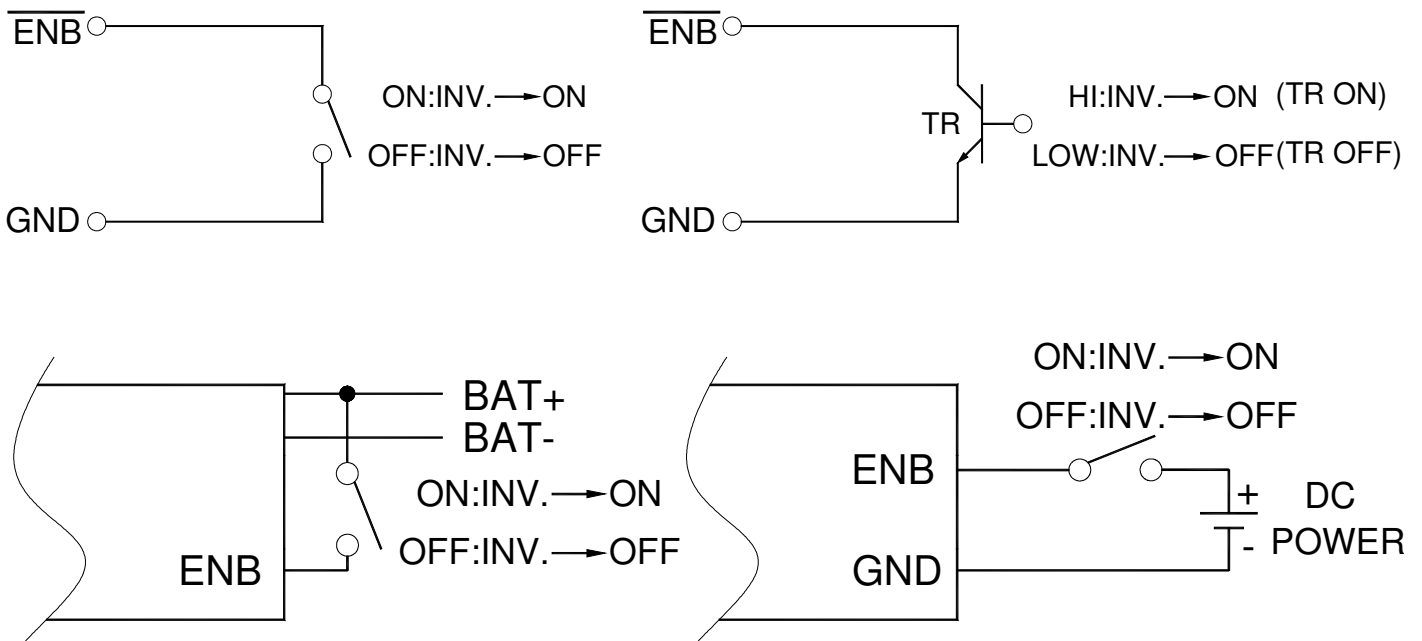 ENB
ON:INV.→ON
OFF:INV.→OFF
GND
ENB
TR
HI:INV.→ON (TR ON)
LOW:INV.→OFF(TR OFF)
GND
BAT+
BAT-
ON:INV.→ON
OFF:INV.→OFF
ENB
ON:INV.→ON
OFF:INV.→OFF
ENB
+ DC
- POWER
GND